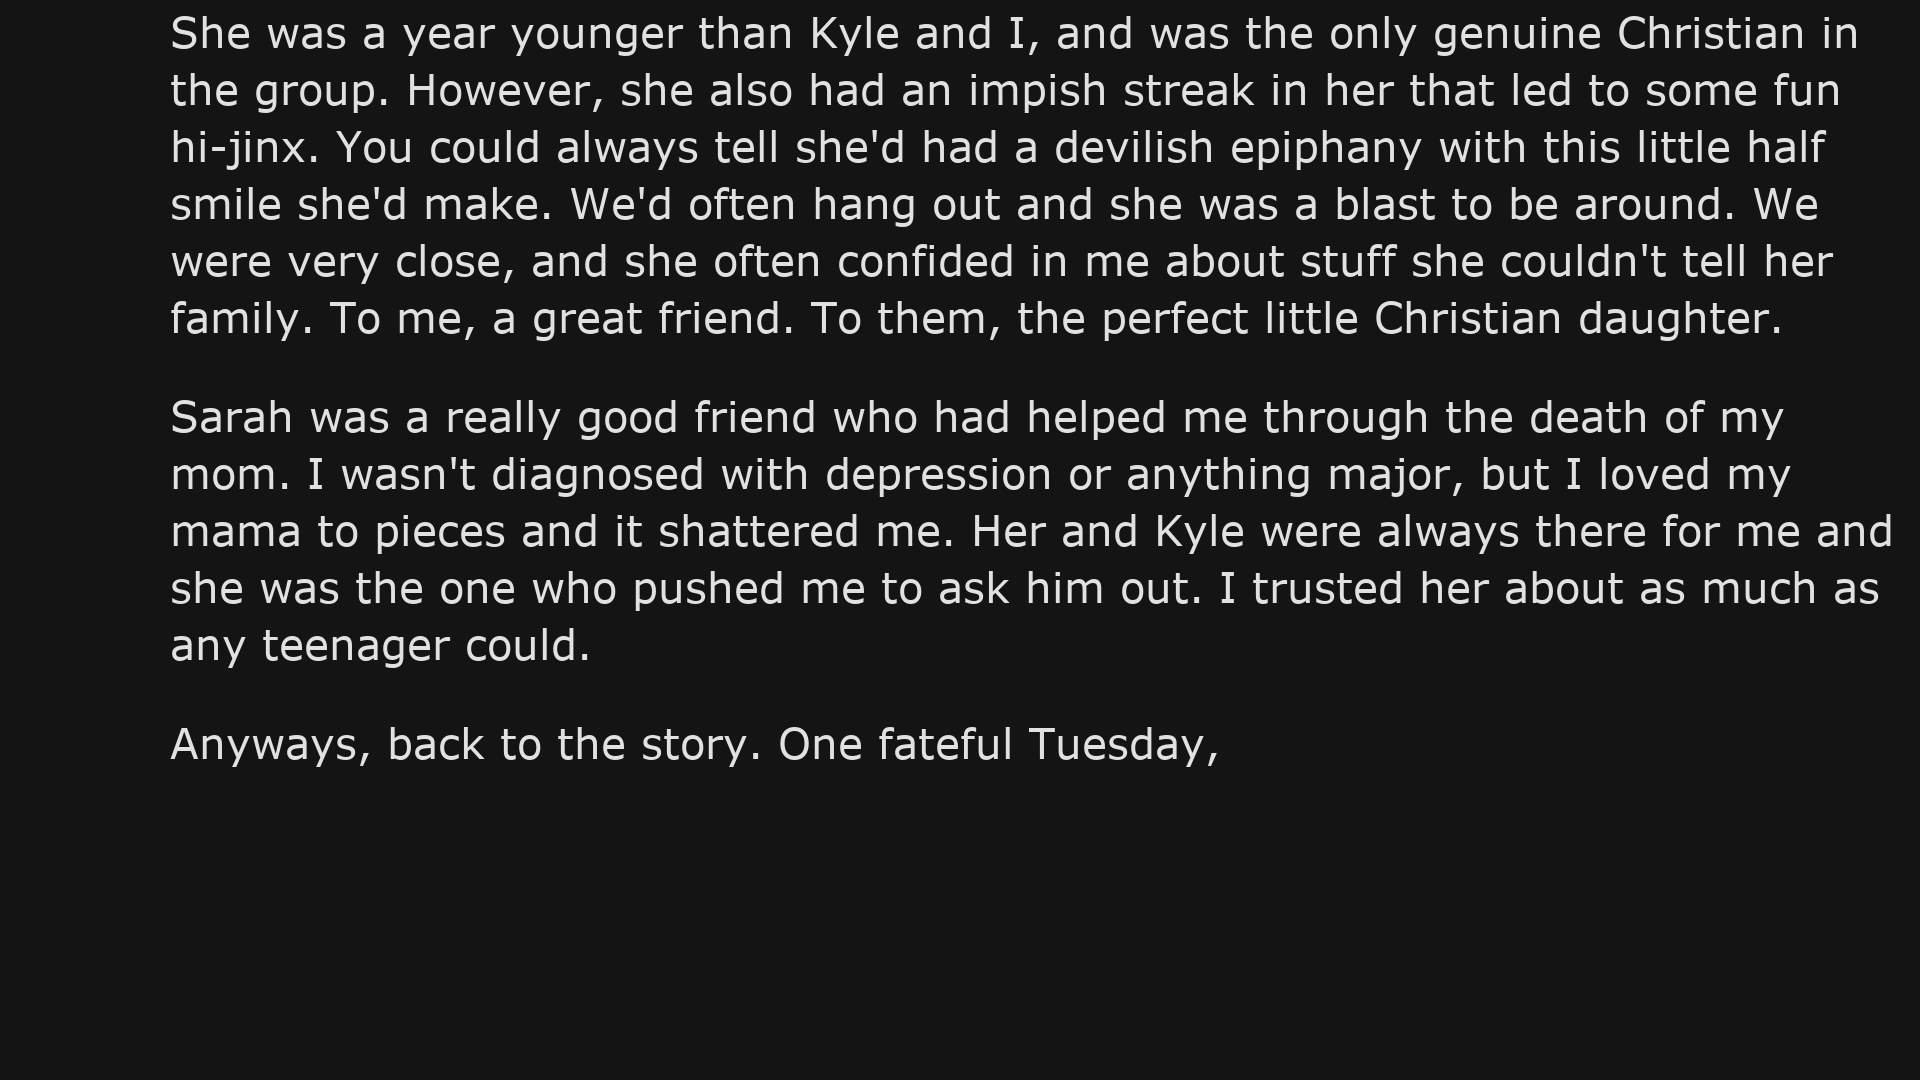 She was a year younger than Kyle and I, and was the only genuine Christian in
the group. However, she also had an impish streak in her that led to some fun
hi-jinx. You could always tell she'd had a devilish epiphany with this little half
smile she'd make. We'd often hang out and she was a blast to be around. We
were very close, and she often confided in me about stuff she couldn't tell her
family. To me, a great friend. To them, the perfect little Christian daughter.
Sarah was a really good friend who had helped me through the death of my
mom. I wasn't diagnosed with depression or anything major, but I loved my
mama to pieces and it shattered me. Her and Kyle were always there for me and
she was the one who pushed me to ask him out. I trusted her about as much as
any teenager could.
Anyways, back to the story. One fateful Tuesday,